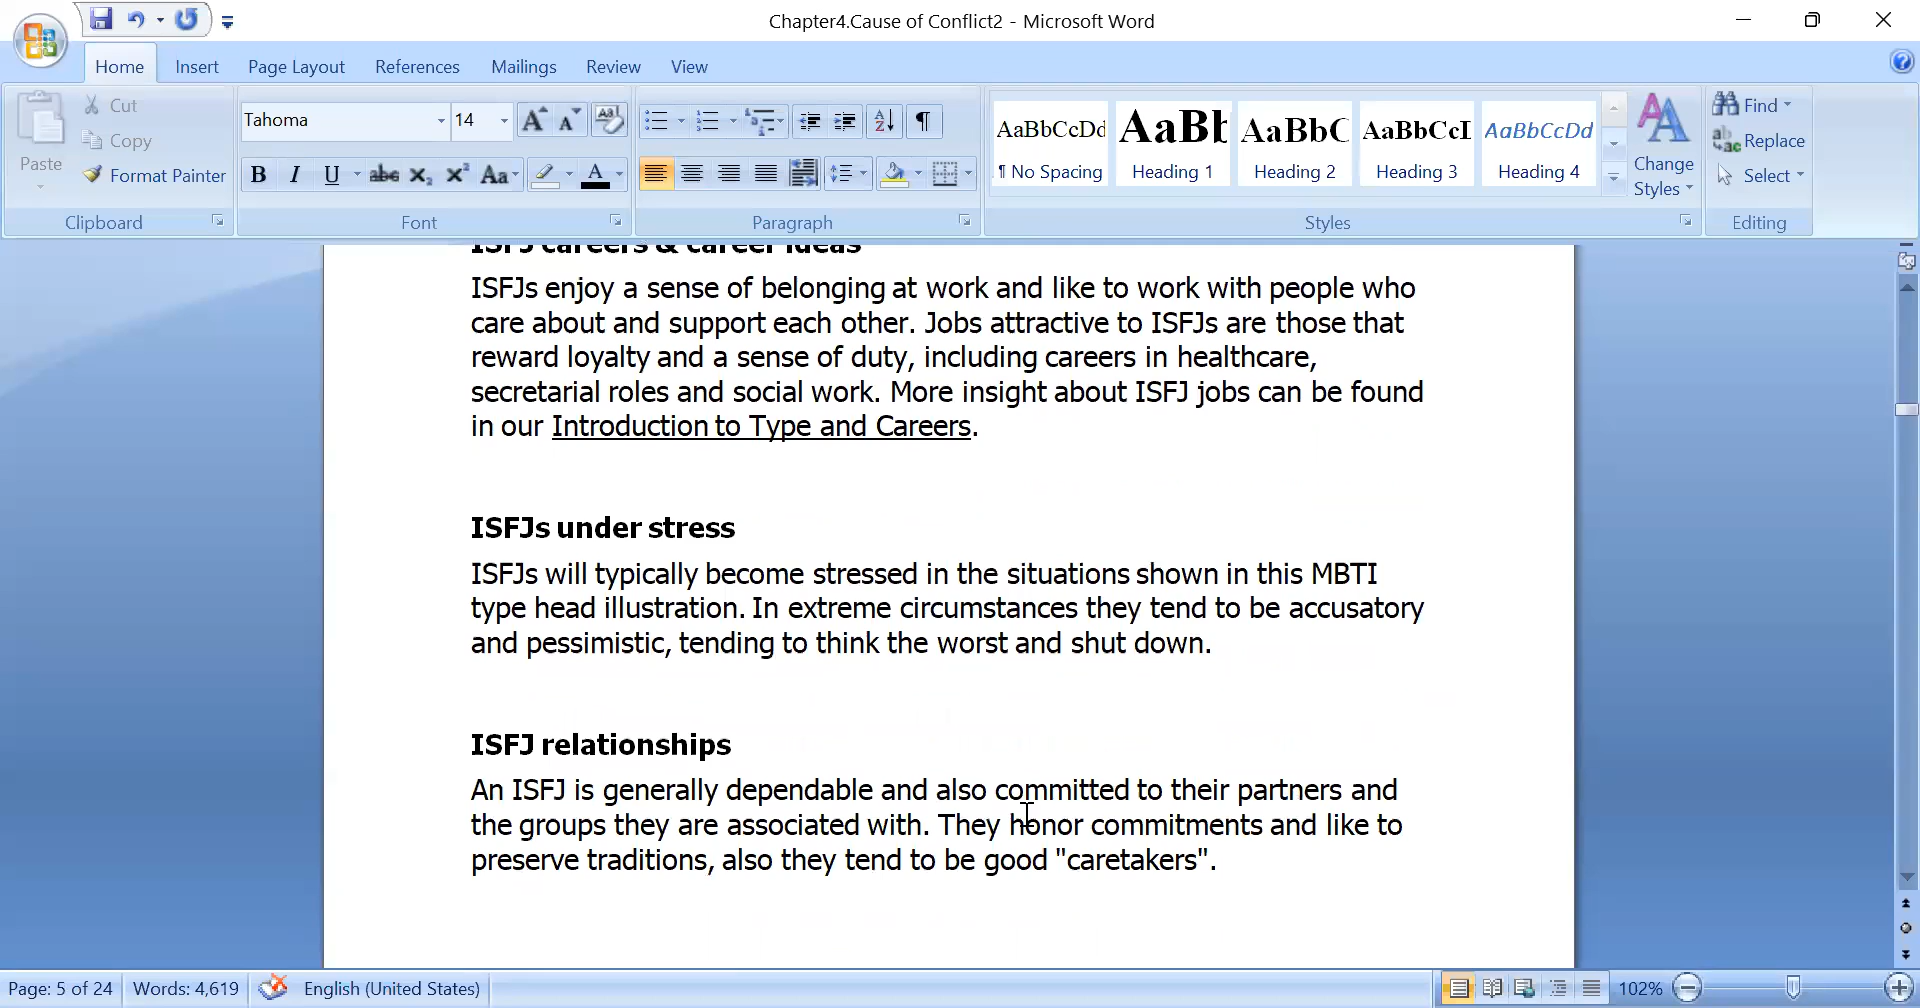 Chapter4.Cause of Conflict2 - Microsoft Word
Home Insert Page Layout References Mailings Review View
Paste
Cut
Copy
Format Painter
Clipboard
Tahoma 14
B I U abc X₂ X² Aa A
Font
Paragraph
AaBbCcDd AaBb AaBbC AaBbCcI AaBbCcDd
¶ No Spacing Heading 1 Heading 2 Heading 3 Heading 4
Change
Styles
Styles
Find
Replace
Select
Editing
ISFJ careers & career ideas
ISFJs enjoy a sense of belonging at work and like to work with people who
care about and support each other. Jobs attractive to ISFJs are those that
reward loyalty and a sense of duty, including careers in healthcare,
secretarial roles and social work. More insight about ISFJ jobs can be found
in our Introduction to Type and Careers.
ISFJs under stress
ISFJs will typically become stressed in the situations shown in this MBTI
type head illustration. In extreme circumstances they tend to be accusatory
and pessimistic, tending to think the worst and shut down.
ISFJ relationships
An ISFJ is generally dependable and also committed to their partners and
the groups they are associated with. They honor commitments and like to
preserve traditions, also they tend to be good "caretakers".
Page: 5 of 24 Words: 4,619 English (United States) 102%